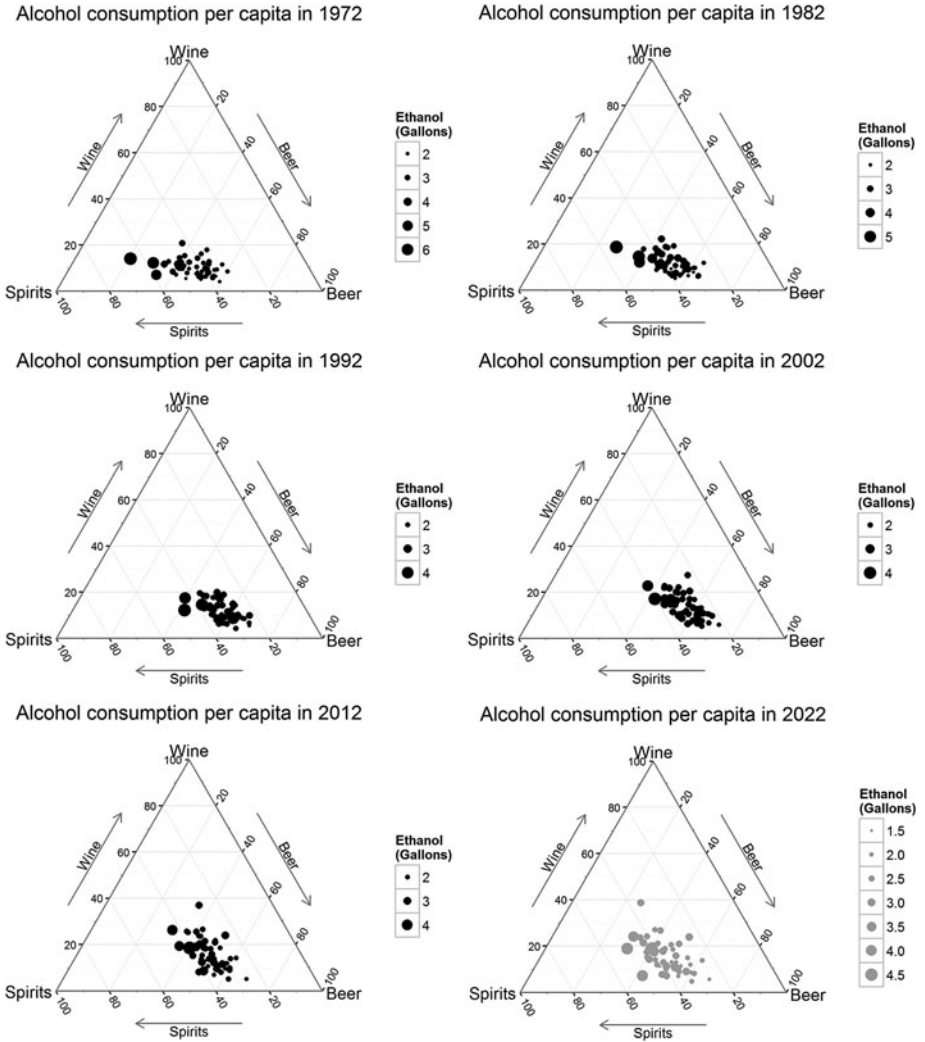 Alcohol consumption per capita in 1972
Wine
100
80
60
40
20
20
40
60
80
100
Wine
Beer
Spirits
Beer
100
80
60
40
20
Spirits
Ethanol
(Gallons)
2
3
4
5
6
Alcohol consumption per capita in 1982
Wine
100
80
60
40
20
20
40
60
80
100
Wine
Beer
Spirits
Beer
100
80
60
40
20
Spirits
Ethanol
(Gallons)
2
3
4
5
Alcohol consumption per capita in 1992
Wine
100
80
60
40
20
20
40
60
80
100
Wine
Beer
Spirits
Beer
100
80
60
40
20
Spirits
Ethanol
(Gallons)
2
3
4
Alcohol consumption per capita in 2002
Wine
100
80
60
40
20
20
40
60
80
100
Wine
Beer
Spirits
Beer
100
80
60
40
20
Spirits
Ethanol
(Gallons)
2
3
4
Alcohol consumption per capita in 2012
Wine
100
80
60
40
20
20
40
60
80
100
Wine
Beer
Spirits
Beer
100
80
60
40
20
Spirits
Ethanol
(Gallons)
2
3
4
Alcohol consumption per capita in 2022
Wine
100
80
60
40
20
20
40
60
80
100
Wine
Beer
Spirits
Beer
100
80
60
40
20
Spirits
Ethanol
(Gallons)
1.5
2.0
2.5
3.0
3.5
4.0
4.5